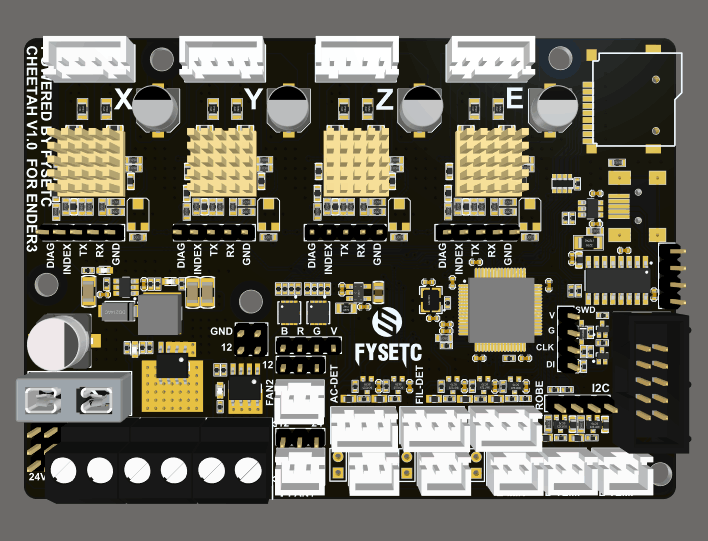 POWERED BY FYSETC
CHEETAH V1.0 FOR ENDER3
X
Y
Z
E
DIAG
INDEX
TX
RX
GND
DIAG
INDEX
TX
RX
GND
DIAG
INDEX
TX
RX
GND
DIAG
INDEX
TX
RX
GND
GND
12
B R G V
12
FAN2
AC-DET
FIL-DET
FYSETC
V
SWD
G
CLK
DI
I2C
24V